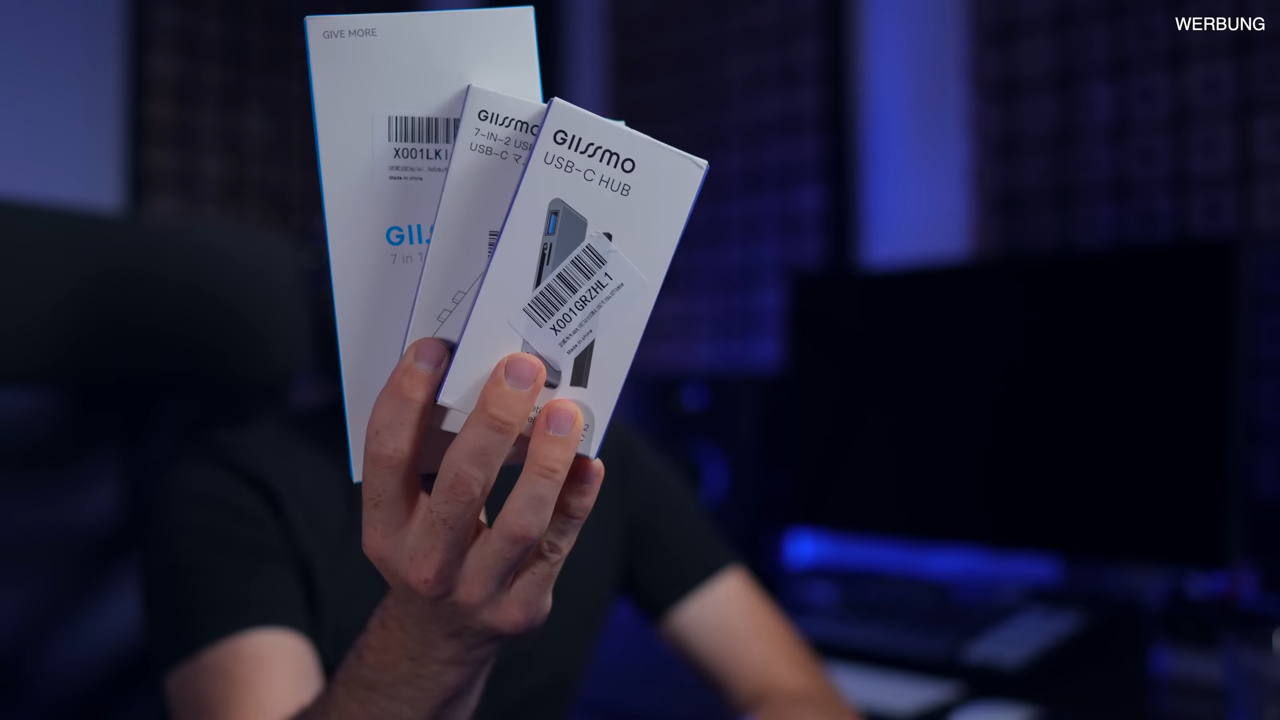 WERBUNG
GIVE MORE
X001LKI
Made in china
GII
7 in 1
GIISSMO
7-IN-2 USB
USB-C マ
GIISSMO
USB-C HUB
X001GRZHL1
Made in china